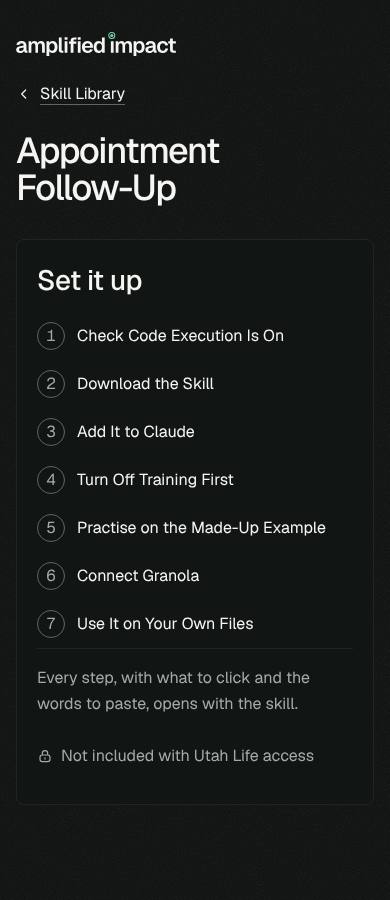 amplified impact
Skill Library
Appointment
Follow-Up
Set it up
1 Check Code Execution Is On
2 Download the Skill
3 Add It to Claude
4 Turn Off Training First
5 Practise on the Made-Up Example
6 Connect Granola
7 Use It on Your Own Files
Every step, with what to click and the
words to paste, opens with the skill.
Not included with Utah Life access